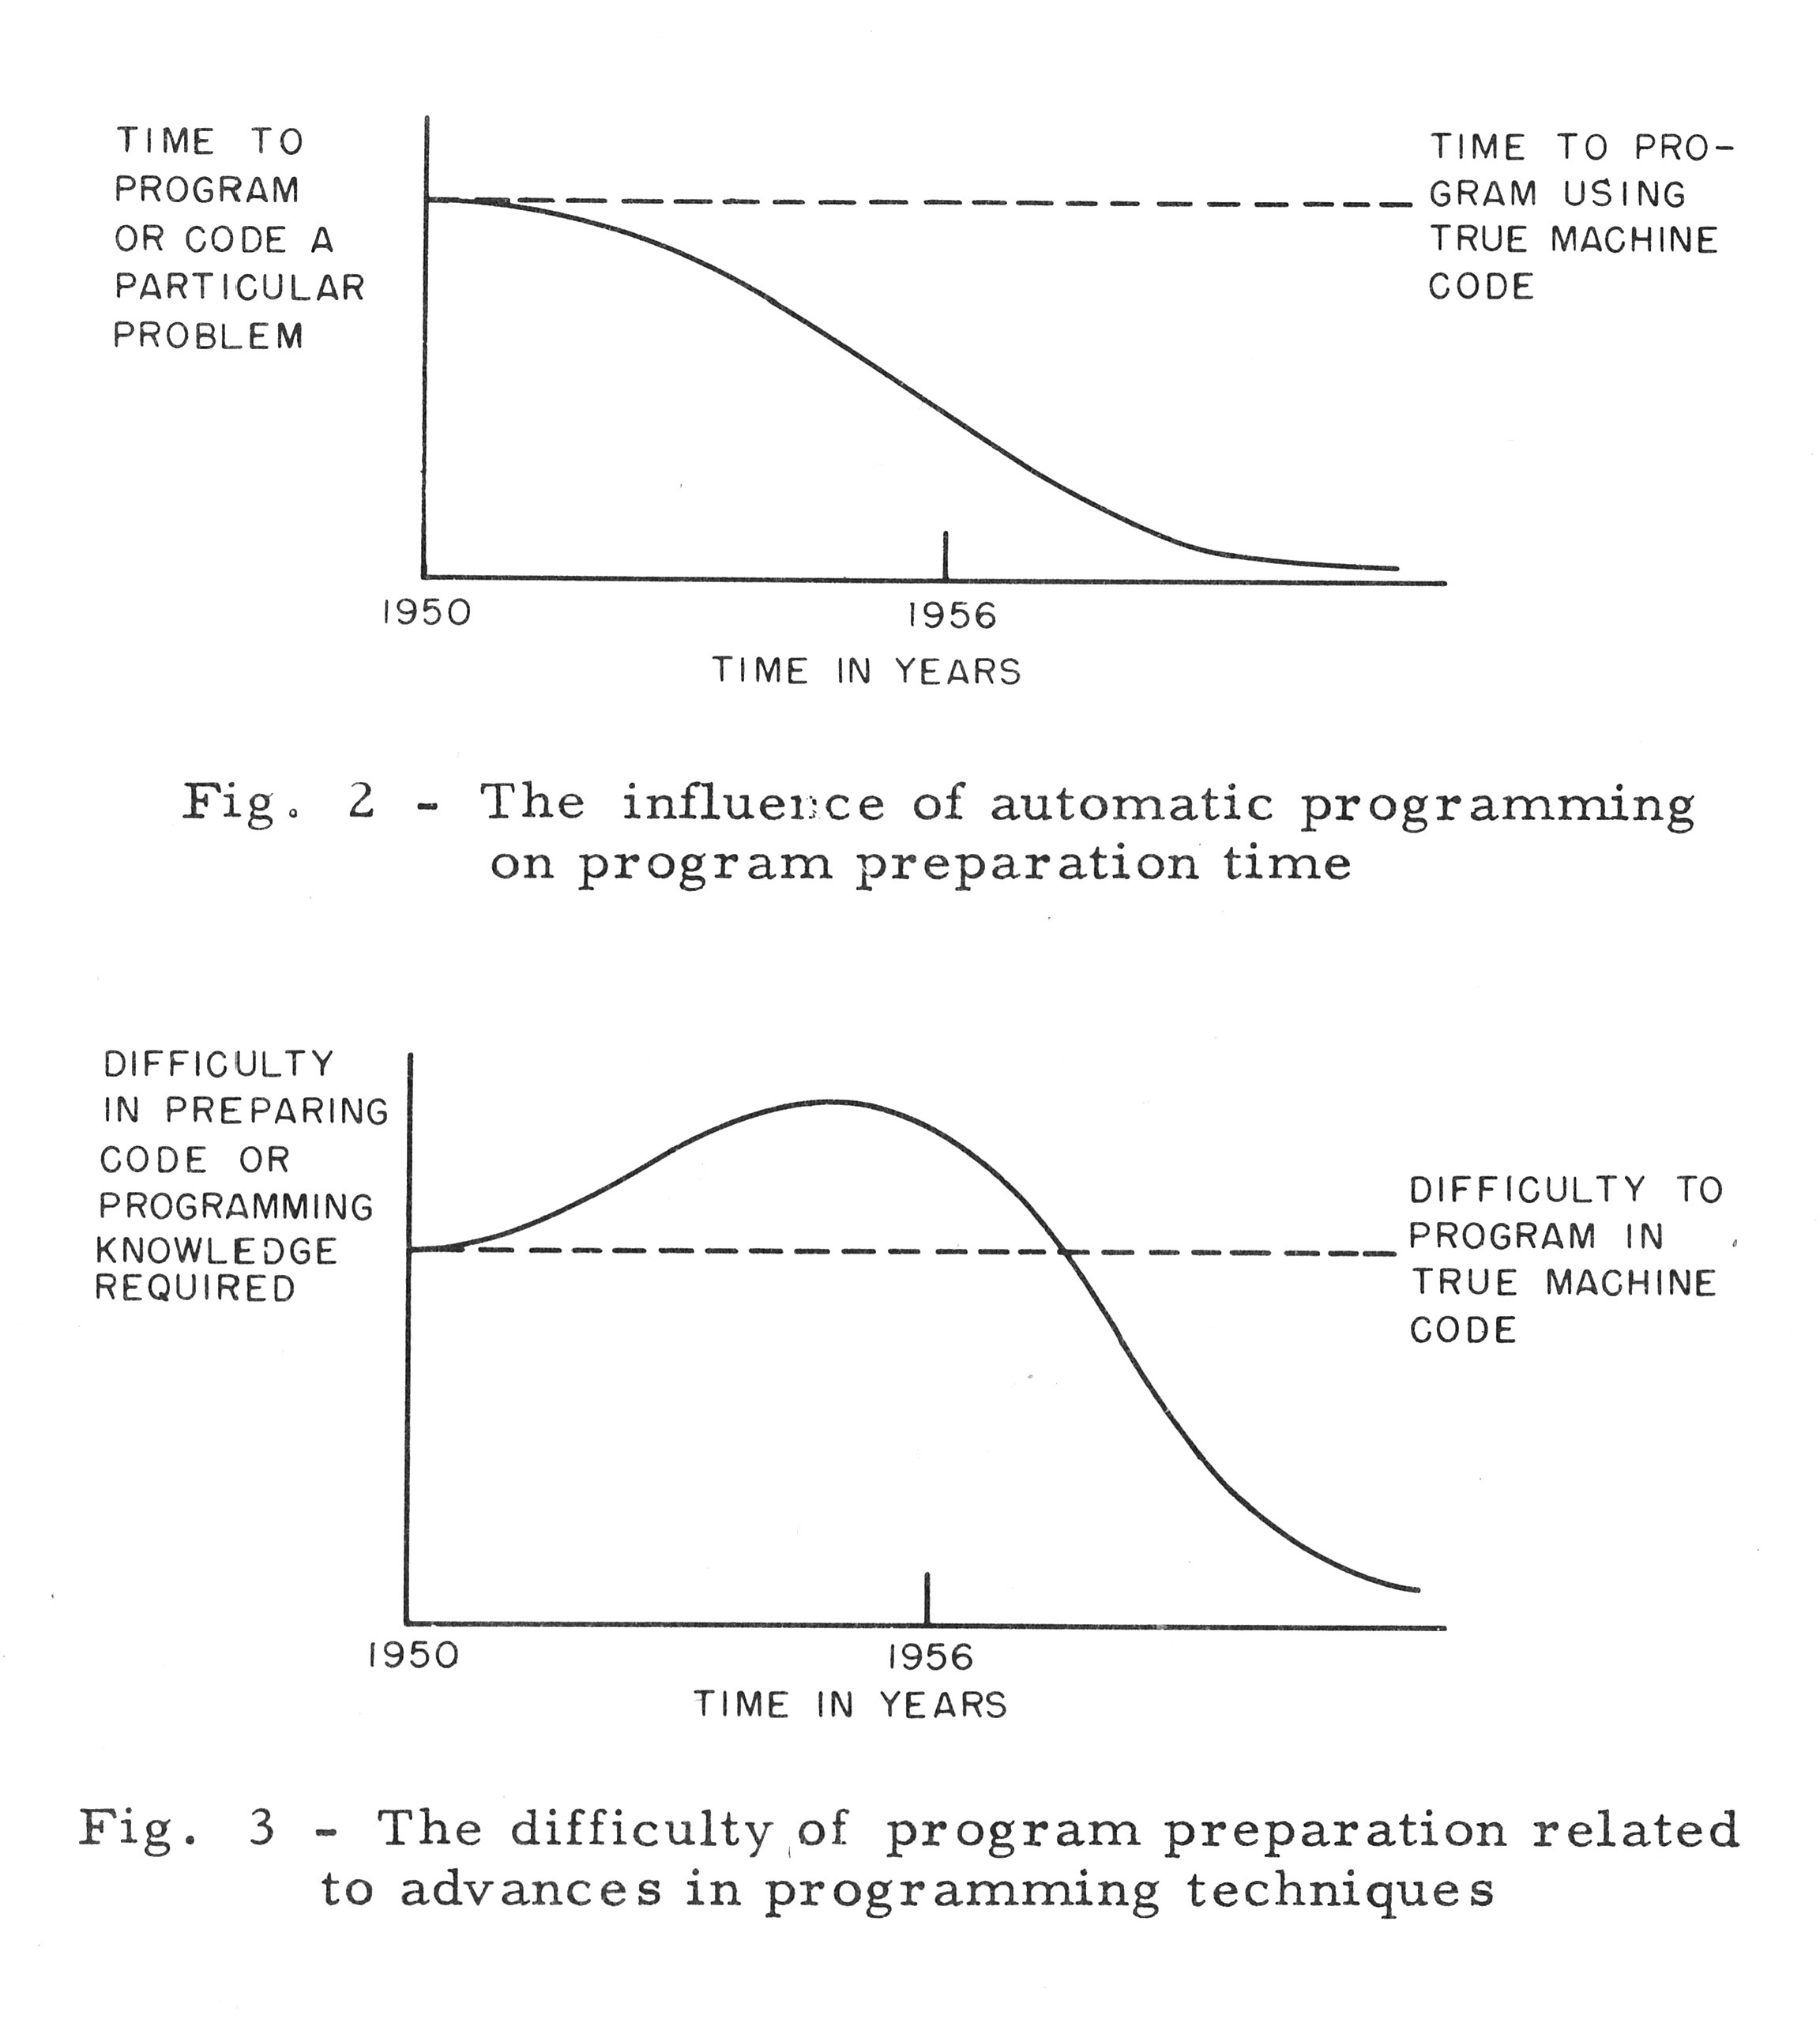 TIME TO
PROGRAM
OR CODE A
PARTICULAR
PROBLEM
TIME TO PRO-
GRAM USING
TRUE MACHINE
CODE
1950
1956
TIME IN YEARS
Fig. 2 - The influence of automatic programming
on program preparation time
DIFFICULTY
IN PREPARING
CODE OR
PROGRAMMING
KNOWLEDGE
REQUIRED
DIFFICULTY TO
PROGRAM IN
TRUE MACHINE
CODE
1950
1956
TIME IN YEARS
Fig. 3 - The difficulty of program preparation related
to advances in programming techniques